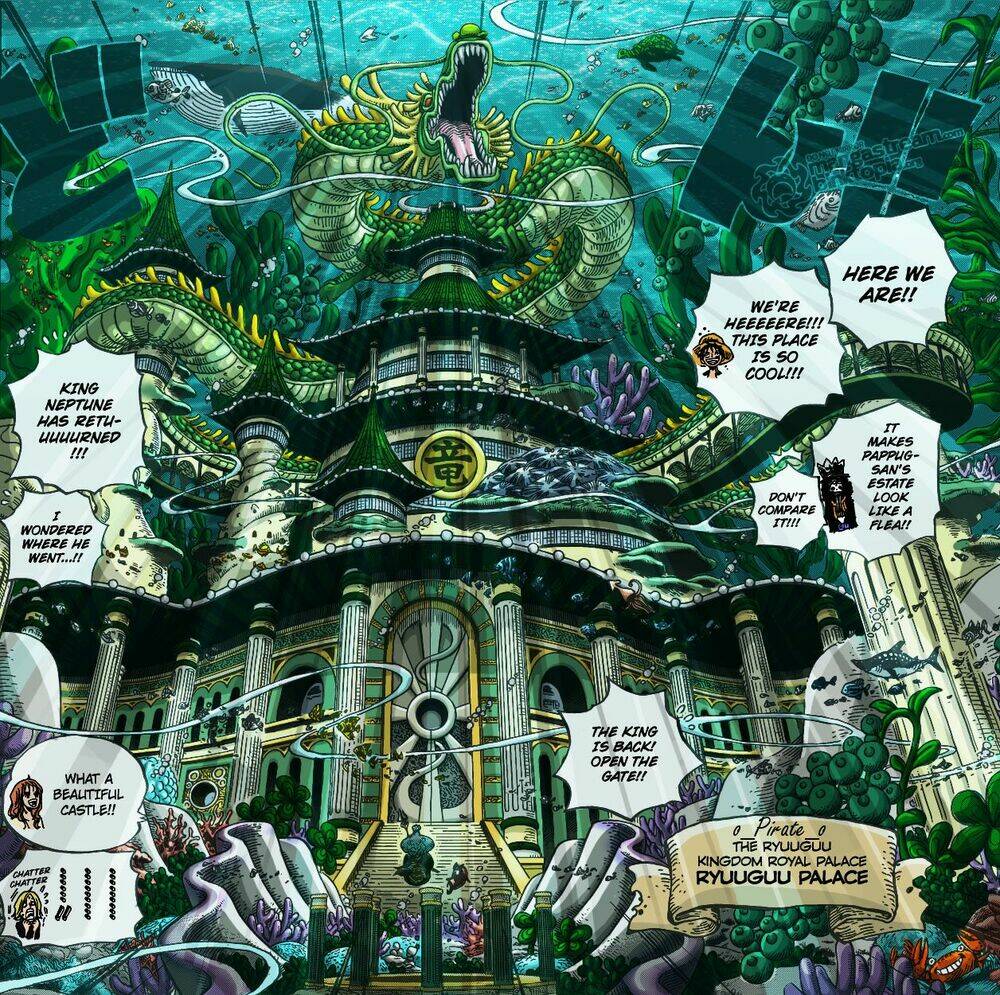 HERE WE
ARE!!
WE'RE
HEEEEERE!!!
THIS PLACE
IS SO
COOL!!!
IT
MAKES
PAPPUG-
SAN'S
ESTATE
LOOK
LIKE A
FLEA!!
DON'T
COMPARE
IT!!!
KING
NEPTUNE
HAS RETU-
UUUURNED
!!!
I
WONDERED
WHERE HE
WENT...!!
竜
THE KING
IS BACK!
OPEN THE
GATE!!
WHAT A
BEAUTIFUL
CASTLE!!
CHATTER
CHATTER
Pirate
THE RYUUGUU
KINGDOM ROYAL PALACE
RYUUGUU PALACE